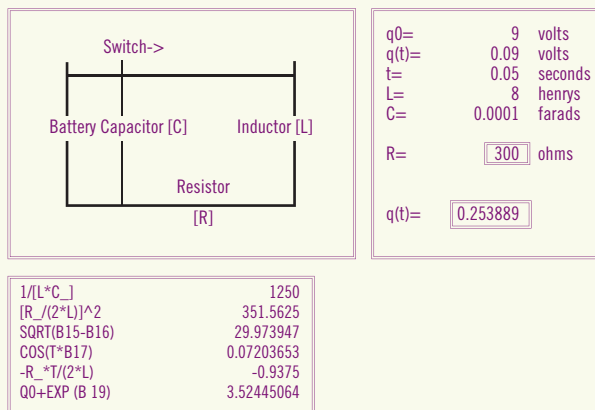 Switch->
Battery Capacitor [C] Inductor [L]
Resistor
[R]
q0= 9 volts
q(t)= 0.09 volts
t= 0.05 seconds
L= 8 henrys
C= 0.0001 farads
R= 300 ohms
q(t)= 0.253889
1/[L*C_] 1250
[R_/(2*L)]^2 351.5625
SQRT(B15-B16) 29.973947
COS(T*B17) 0.07203653
-R_*T/(2*L) -0.9375
Q0+EXP (B 19) 3.52445064